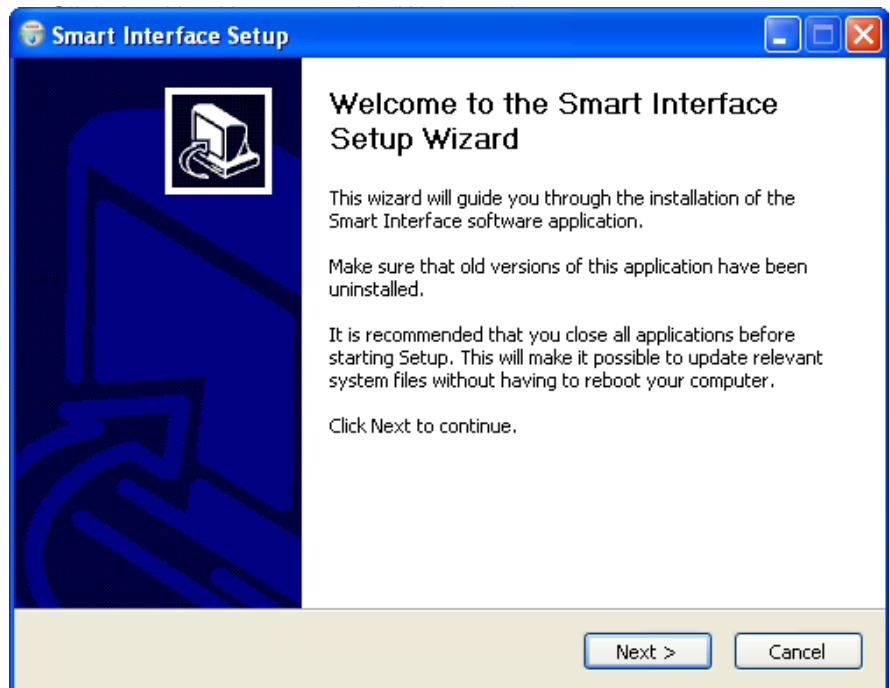 Smart Interface Setup
Welcome to the Smart Interface
Setup Wizard
This wizard will guide you through the installation of the
Smart Interface software application.
Make sure that old versions of this application have been
uninstalled.
It is recommended that you close all applications before
starting Setup. This will make it possible to update relevant
system files without having to reboot your computer.
Click Next to continue.
Next >
Cancel